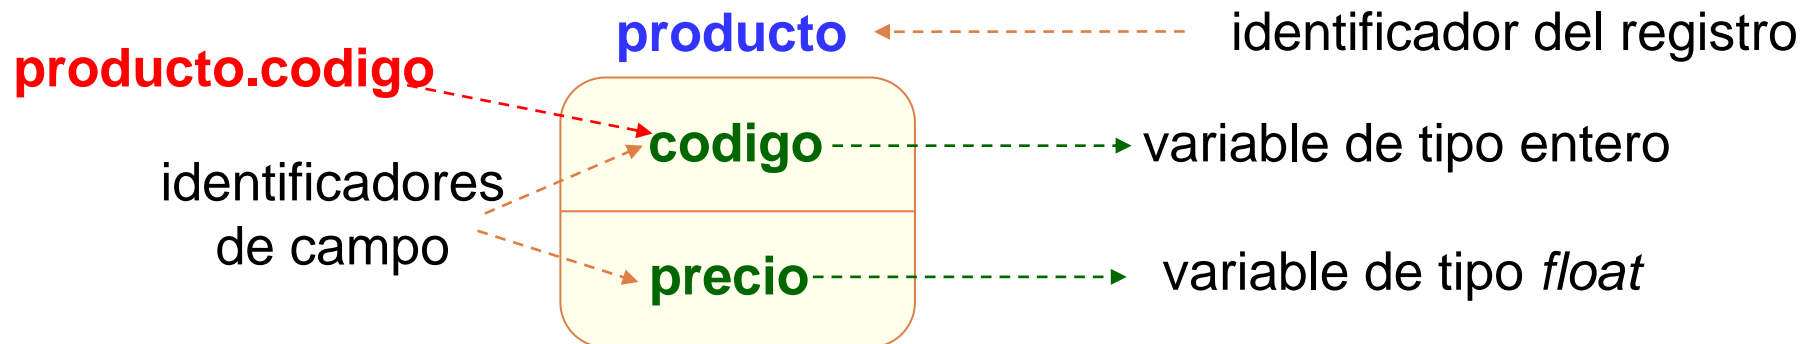 producto
identificador del registro
producto.codigo
codigo
variable de tipo entero
identificadores
de campo
precio
variable de tipo float